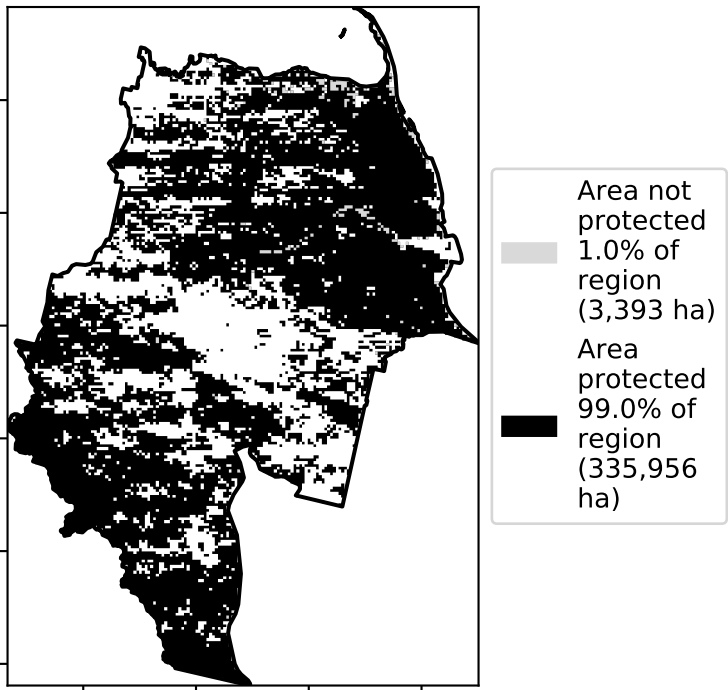 Area not
protected
1.0% of
region
(3,393 ha)
Area
protected
99.0% of
region
(335,956
ha)